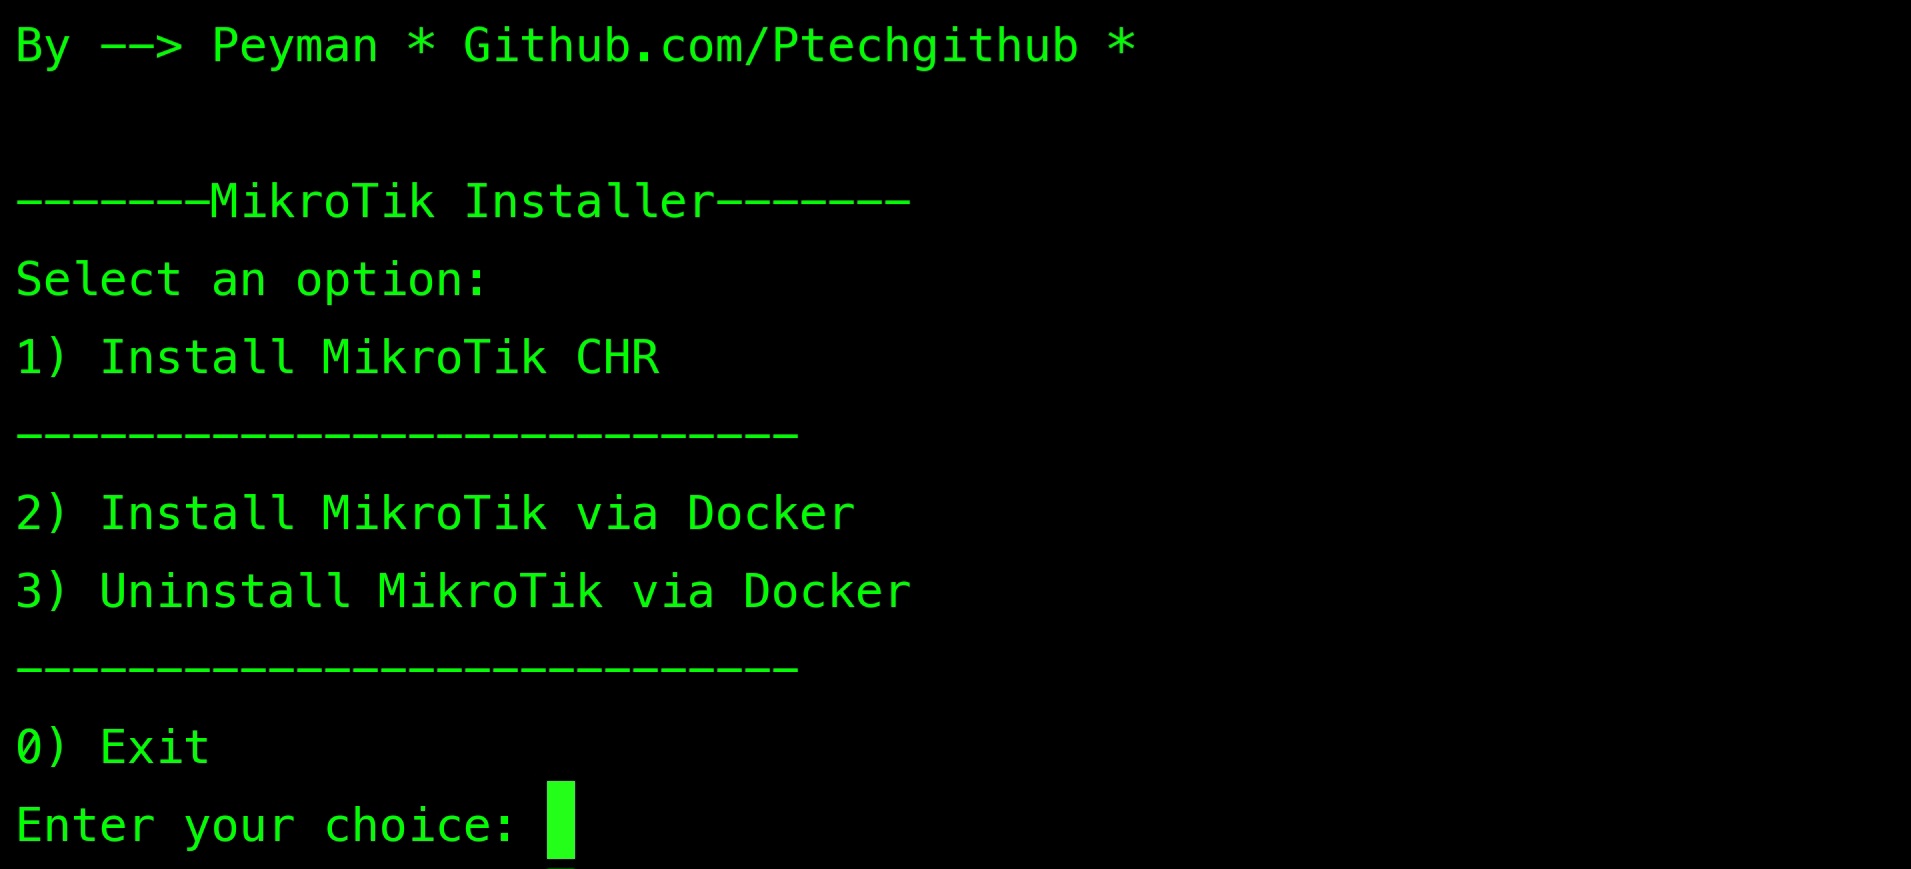 By --> Peyman * Github.com/Ptechgithub *
-------MikroTik Installer-------
Select an option:
1) Install MikroTik CHR
----------------------------
2) Install MikroTik via Docker
3) Uninstall MikroTik via Docker
----------------------------
0) Exit
Enter your choice: